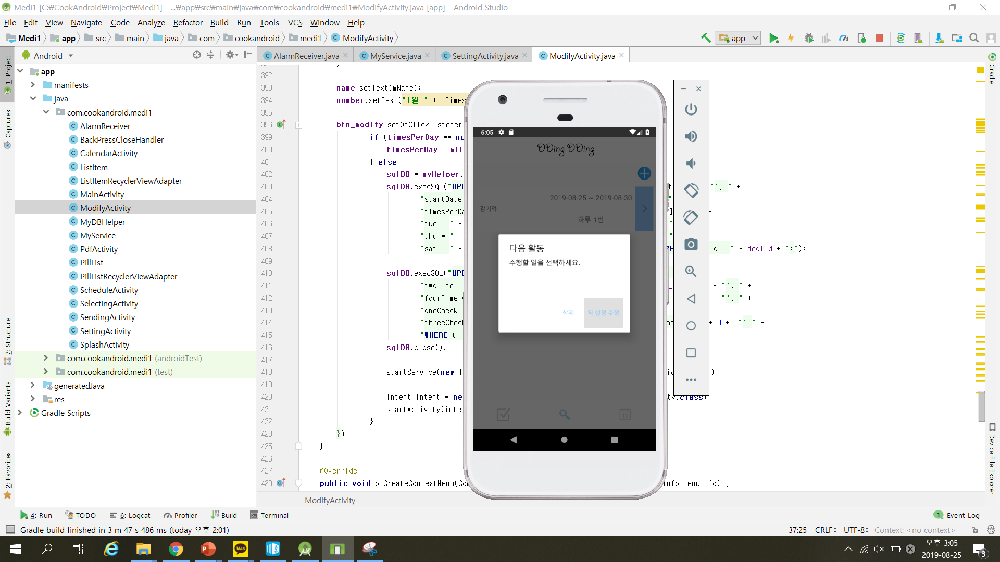 Medi1 [C:₩CookAndroid₩Project₩Medi1] - ...₩app₩src₩main₩java₩com₩cookandroid₩medi1₩ModifyActivity.java [app] - Android Studio
File Edit View Navigate Code Analyze Refactor Build Run Tools VCS Window Help
Medi1 app src main java com cookandroid medi1 ModifyActivity
app
Android
AlarmReceiver.java MyService.java SettingActivity.java ModifyActivity.java
1: Project
Captures
7: Structure
Build Variants
2: Favorites
app
manifests
java
com.cookandroid.medi1
AlarmReceiver
BackPressCloseHandler
CalendarActivity
ListItem
ListItemRecyclerViewAdapter
MainActivity
ModifyActivity
MyDBHelper
MyService
PdfActivity
PillList
PillListRecyclerViewAdapter
ScheduleActivity
SelectingActivity
SendingActivity
SettingActivity
SplashActivity
com.cookandroid.medi1 (androidTest)
com.cookandroid.medi1 (test)
generatedJava
res
Gradle Scripts
392
393 name.setText(mName);
394 number.setText("1일 " + mTimes
395
396 btn_modify.setOnClickListener
399 if (timesPerDay == nu
400 timesPerDay = mTi
401 } else {
402 sqlDB = myHelper.
403 sqlDB.execSQL("UPD t "', " +
404 "startDate "
405 "timesPerDa )] +
406 "tue = " + "
407 "thu = " + "
408 "sat = " + d = " + MediId + ";");
409
410 sqlDB.execSQL("UPD
411 "twoTime = + "', " +
412 "fourTime = + "', " +
413 "oneCheck =
414 "threeChec + 0 + "' " +
415 "WHERE tim
416 sqlDB.close();
417
418 startService(new I );
419
420 Intent intent = ne ty.class);
421 startActivity(inte
422 }
423 });
425 }
426
427 @Override
428 public void onCreateContextMenu(Co Info menuInfo) {
ModifyActivity
6:05
DDing DDing
2019-08-25 ~ 2019-08-30
감기약
하루 1번
다음 활동
수행할 일을 선택하세요.
삭제 약 설정 수정
13
Gradle
Device File Explorer
4: Run TODO 6: Logcat Profiler Build Terminal 1 Event Log
Gradle build finished in 3 m 47 s 486 ms (today 오후 2:01) 37:25 CRLF UTF-8 Context: <no context>
TALK
오후 3:05
2019-08-25
3